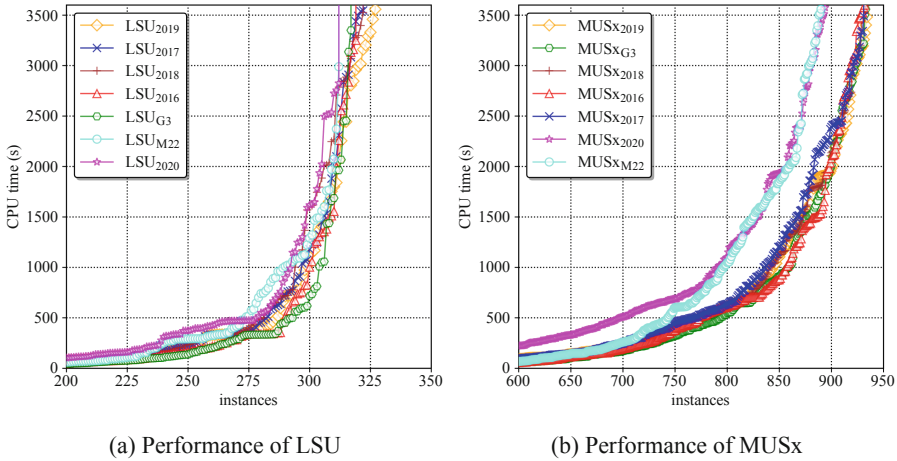 3500
3000
2500
2000
1500
1000
500
0
CPU time (s)
200 225 250 275 300 325 350
instances
LSU2019
LSU2017
LSU2018
LSU2016
LSUG3
LSUM22
LSU2020
(a) Performance of LSU
3500
3000
2500
2000
1500
1000
500
0
CPU time (s)
600 650 700 750 800 850 900 950
instances
MUSx2019
MUSxG3
MUSx2018
MUSx2016
MUSx2017
MUSx2020
MUSxM22
(b) Performance of MUSx